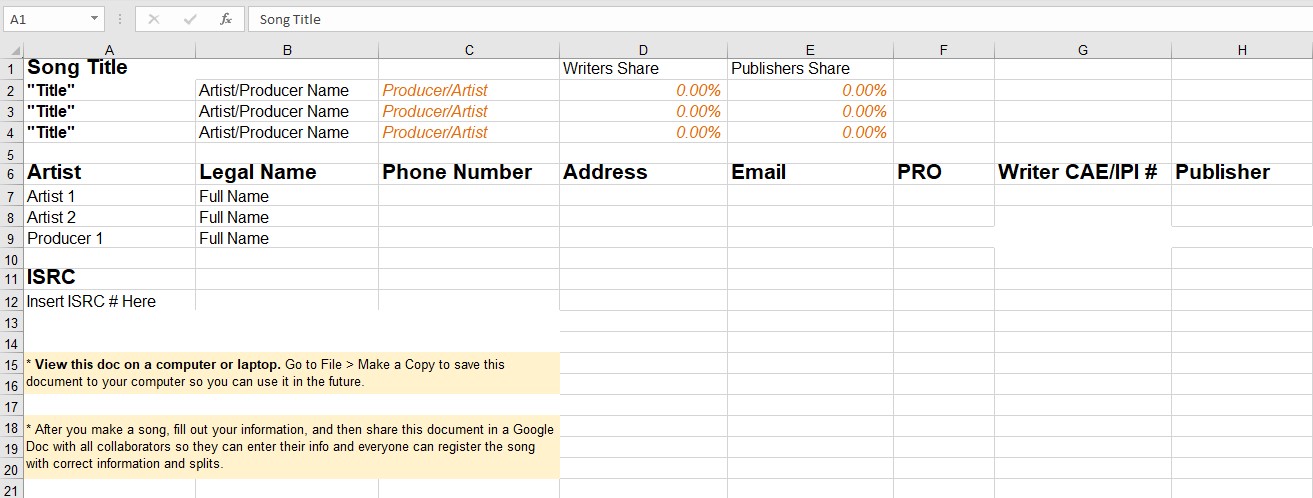 A1 fx Song Title
A B C D E F G H
1 Song Title Writers Share Publishers Share
2 "Title" Artist/Producer Name Producer/Artist 0.00% 0.00%
3 "Title" Artist/Producer Name Producer/Artist 0.00% 0.00%
4 "Title" Artist/Producer Name Producer/Artist 0.00% 0.00%
5
6 Artist Legal Name Phone Number Address Email PRO Writer CAE/IPI # Publisher
7 Artist 1 Full Name
8 Artist 2 Full Name
9 Producer 1 Full Name
10
11 ISRC
12 Insert ISRC # Here
13
14
15 * View this doc on a computer or laptop. Go to File > Make a Copy to save this
16 document to your computer so you can use it in the future.
17
18 * After you make a song, fill out your information, and then share this document in a Google
19 Doc with all collaborators so they can enter their info and everyone can register the song
20 with correct information and splits.
21